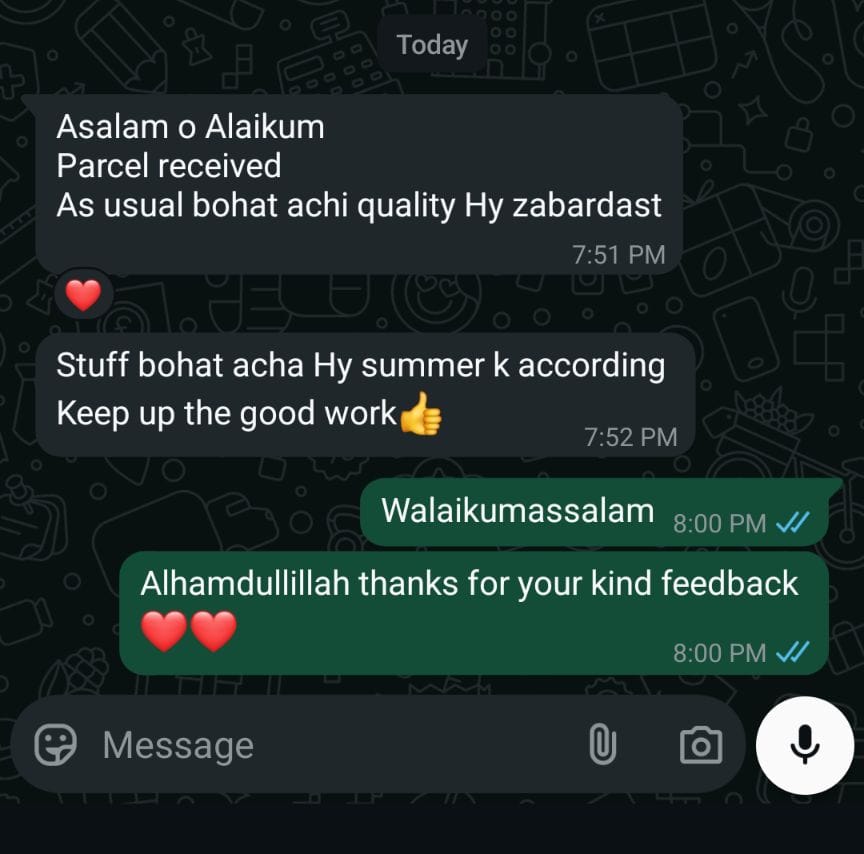 Today
Asalam o Alaikum
Parcel received
As usual bohat achi quality Hy zabardast
7:51 PM
❤️
Stuff bohat acha Hy summer k according
Keep up the good work👍
7:52 PM
Walaikumassalam 8:00 PM
Alhamdullillah thanks for your kind feedback
❤️❤️
8:00 PM
Message